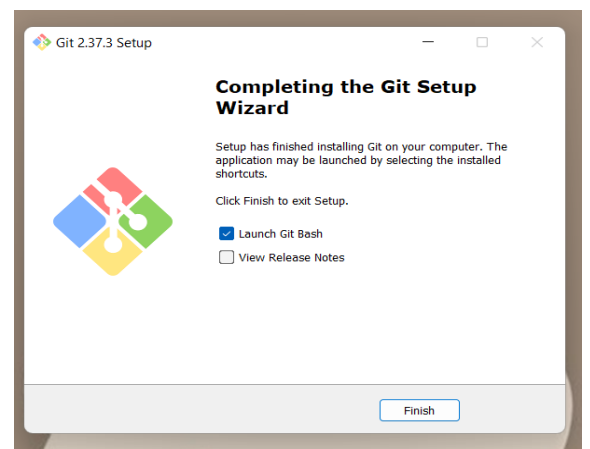 Git 2.37.3 Setup
Completing the Git Setup
Wizard
Setup has finished installing Git on your computer. The
application may be launched by selecting the installed
shortcuts.
Click Finish to exit Setup.
Launch Git Bash
View Release Notes
Finish